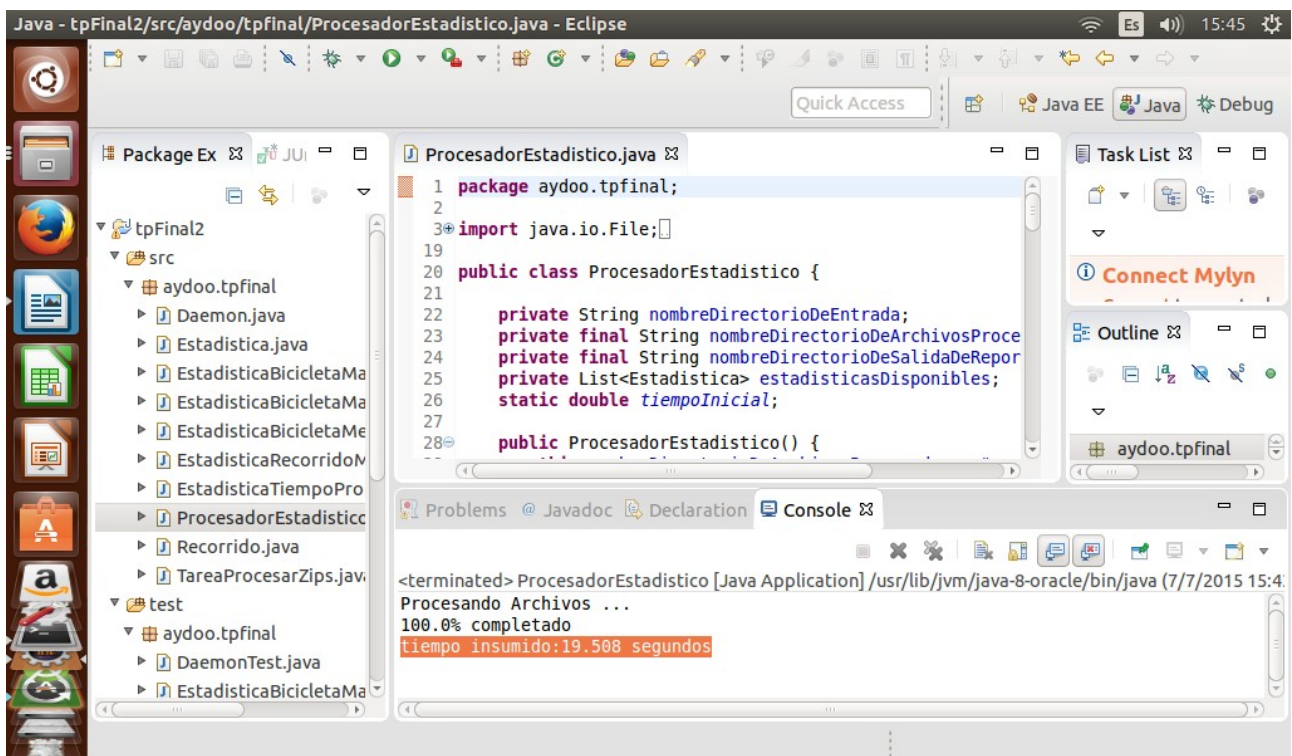 Java - tpFinal2/src/aydoo/tpfinal/ProcesadorEstadistico.java - Eclipse
Es 15:45
Quick Access
Java EE Java Debug
Package Ex JU
tpFinal2
src
aydoo.tpfinal
Daemon.java
Estadistica.java
EstadisticaBicicletaMa
EstadisticaBicicletaMa
EstadisticaBicicletaMe
EstadisticaRecorridoM
EstadisticaTiempoPro
ProcesadorEstadistico
Recorrido.java
TareaProcesarZips.java
test
aydoo.tpfinal
DaemonTest.java
EstadisticaBicicletaMa
ProcesadorEstadistico.java
1 package aydoo.tpfinal;
2
3 import java.io.File;
19
20 public class ProcesadorEstadistico {
21
22 private String nombreDirectorioDeEntrada;
23 private final String nombreDirectorioDeArchivosProce
24 private final String nombreDirectorioDeSalidaDeRepor
25 private List<Estadistica> estadisticasDisponibles;
26 static double tiempoInicial;
27
28 public ProcesadorEstadistico() {
Task List
Connect Mylyn
Outline
aydoo.tpfinal
Problems @ Javadoc Declaration Console
<terminated> ProcesadorEstadistico [Java Application] /usr/lib/jvm/java-8-oracle/bin/java (7/7/2015 15:4
Procesando Archivos ...
100.0% completado
tiempo insumido:19.508 segundos